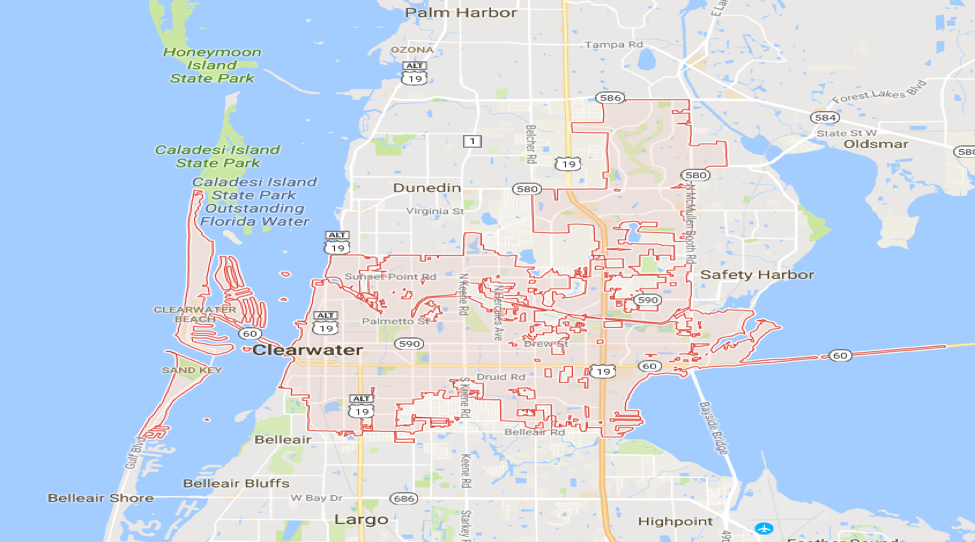 Palm Harbor
E Lak
Honeymoon
Island
State Park
OZONA
Tampa Rd
ALT
19
586
Forest Lakes Blvd
584
State St W
Oldsmar
580
Belcher Rd
1
19
Caladesi Island
State Park
Caladesi Island
State Park
Outstanding
Florida Water
Dunedin
580
580
Virginia St
N McMullen Booth Rd
ALT
19
Sunset Point Rd
Safety Harbor
N Keene Rd
N Hercules Ave
590
CLEARWATER
BEACH
ALT
19
Palmetto St
60
590
Drew St
Clearwater
60
SAND KEY
Druid Rd
19
60
ALT
19
S Keene Rd
Bayside Bridge
Belleair
Belleair Rd
Gulf Blvd
Keene Rd
Belleair Bluffs
Belleair Shore
W Bay Dr
686
Largo
Starkey
Highpoint
49t
Feather Sound